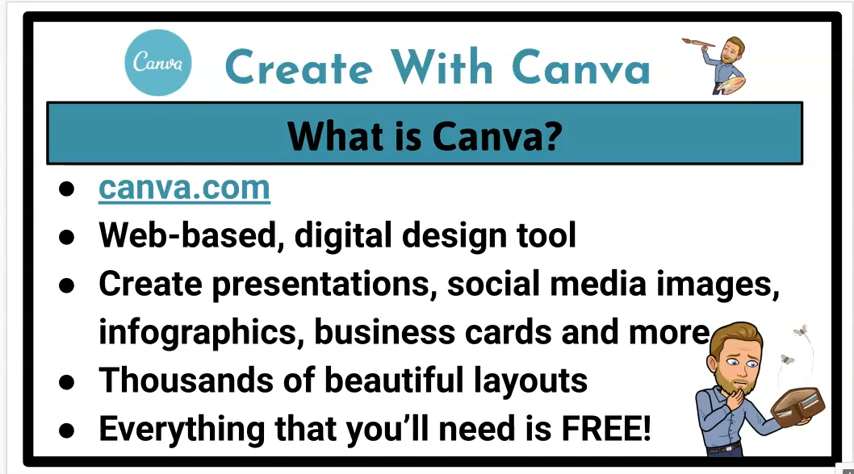 Canva
Create With Canva
What is Canva?
● canva.com
● Web-based, digital design tool
● Create presentations, social media images,
infographics, business cards and more
● Thousands of beautiful layouts
● Everything that you’ll need is FREE!